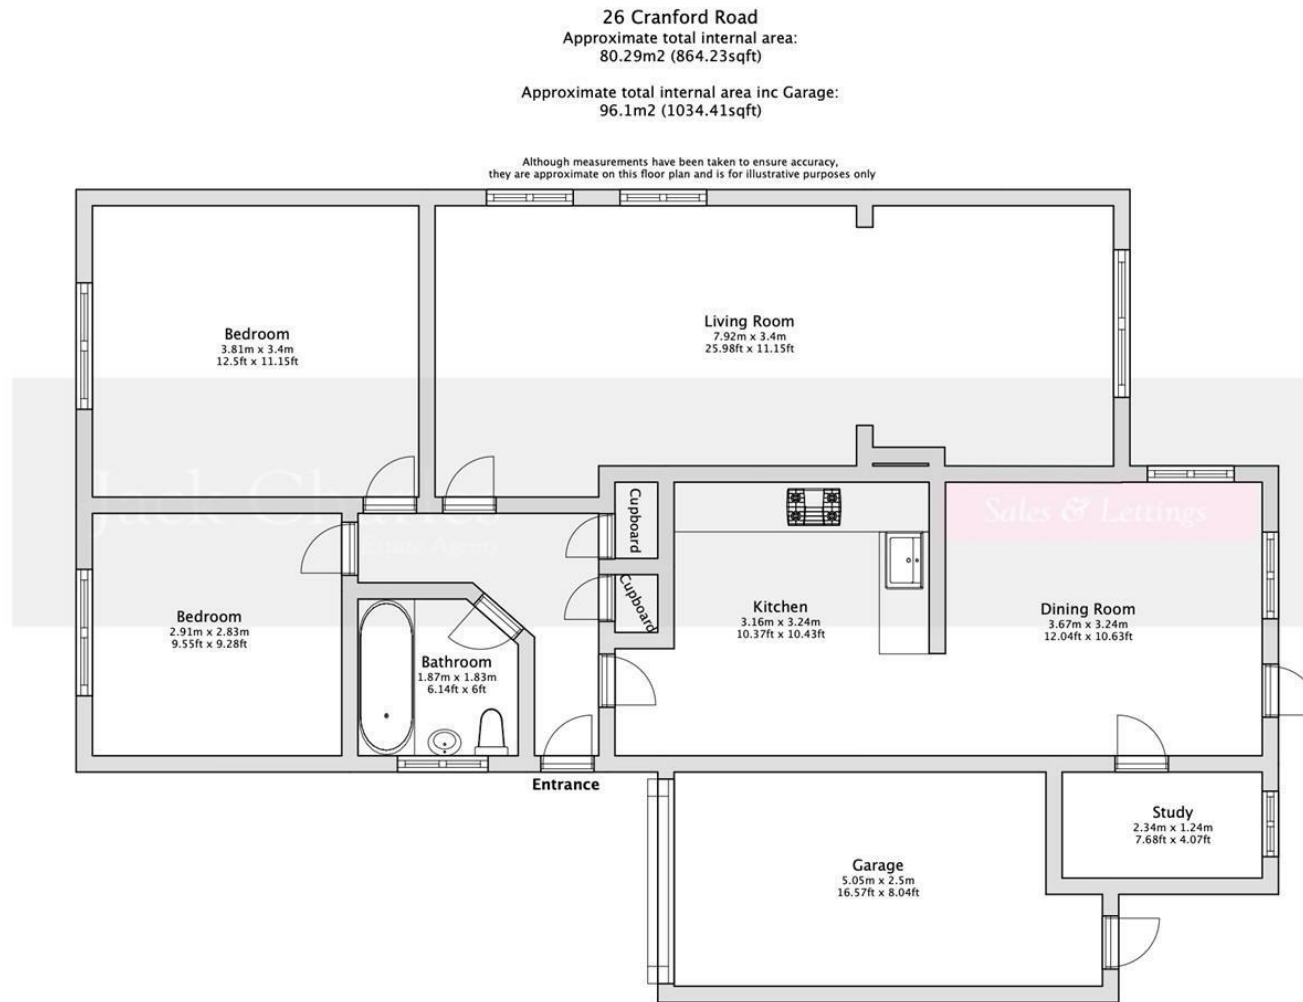 26 Cranford Road
Approximate total internal area:
80.29m2 (864.23sqft)
Approximate total internal area inc Garage:
96.1m2 (1034.41sqft)
Although measurements have been taken to ensure accuracy,
they are approximate on this floor plan and is for illustrative purposes only
Bedroom
3.81m x 3.4m
12.5ft x 11.15ft
Living Room
7.92m x 3.4m
25.98ft x 11.15ft
Jack Charles
Estate Agents
Sales & Lettings
Cupboard
Cupboard
Bedroom
2.91m x 2.83m
9.55ft x 9.28ft
Bathroom
1.87m x 1.83m
6.14ft x 6ft
Kitchen
3.16m x 3.24m
10.37ft x 10.43ft
Dining Room
3.67m x 3.24m
12.04ft x 10.63ft
Entrance
Study
2.34m x 1.24m
7.68ft x 4.07ft
Garage
5.05m x 2.5m
16.57ft x 8.04ft